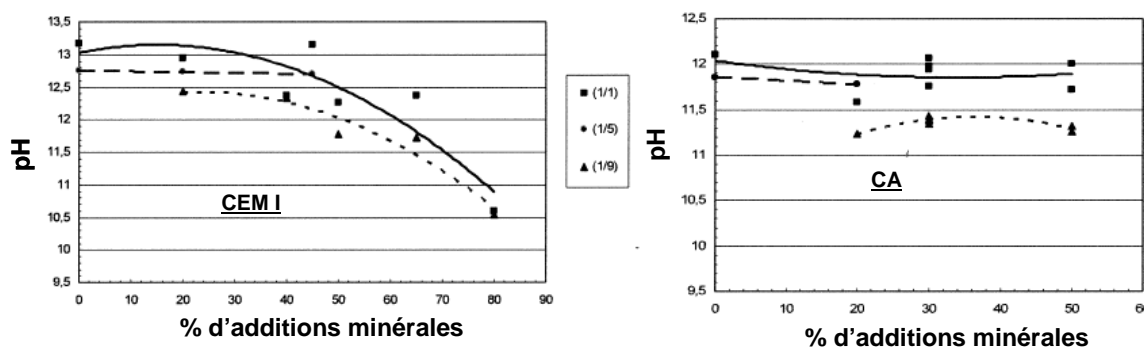 13,5
13
12,5
12
11,5
11
10,5
10
9,5
pH
CEM I
0 10 20 30 40 50 60 70 80 90
% d'additions minérales
(1/1)
(1/5)
(1/9)
12,5
12
11,5
11
10,5
10
9,5
pH
CA
0 10 20 30 40 50 60
% d'additions minérales